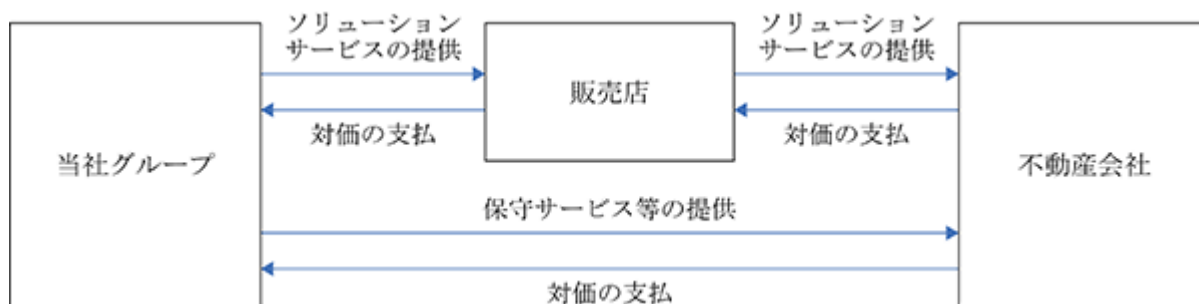 ソリューション
サービスの提供
ソリューション
サービスの提供
販売店
対価の支払
対価の支払
当社グループ
不動産会社
保守サービス等の提供
対価の支払